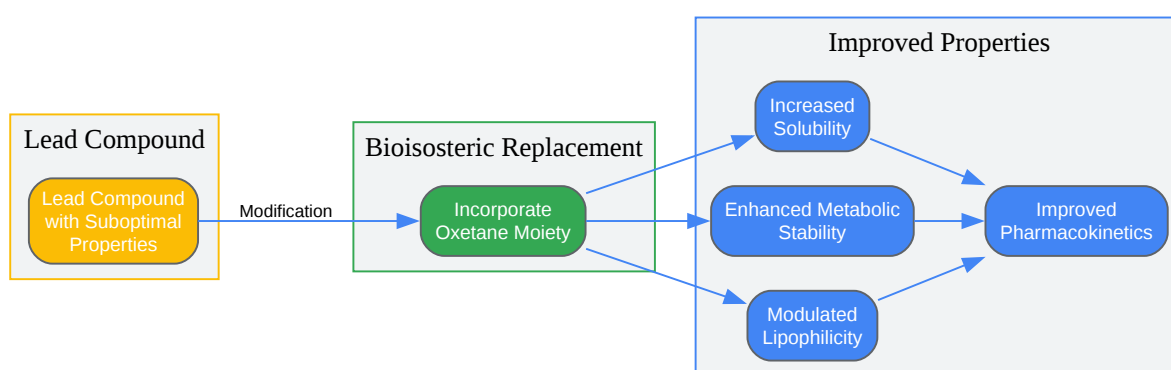 Lead Compound
Lead Compound
with Suboptimal
Properties
Modification
Bioisosteric Replacement
Incorporate
Oxetane Moiety
Improved Properties
Increased
Solubility
Enhanced Metabolic
Stability
Modulated
Lipophilicity
Improved
Pharmacokinetics